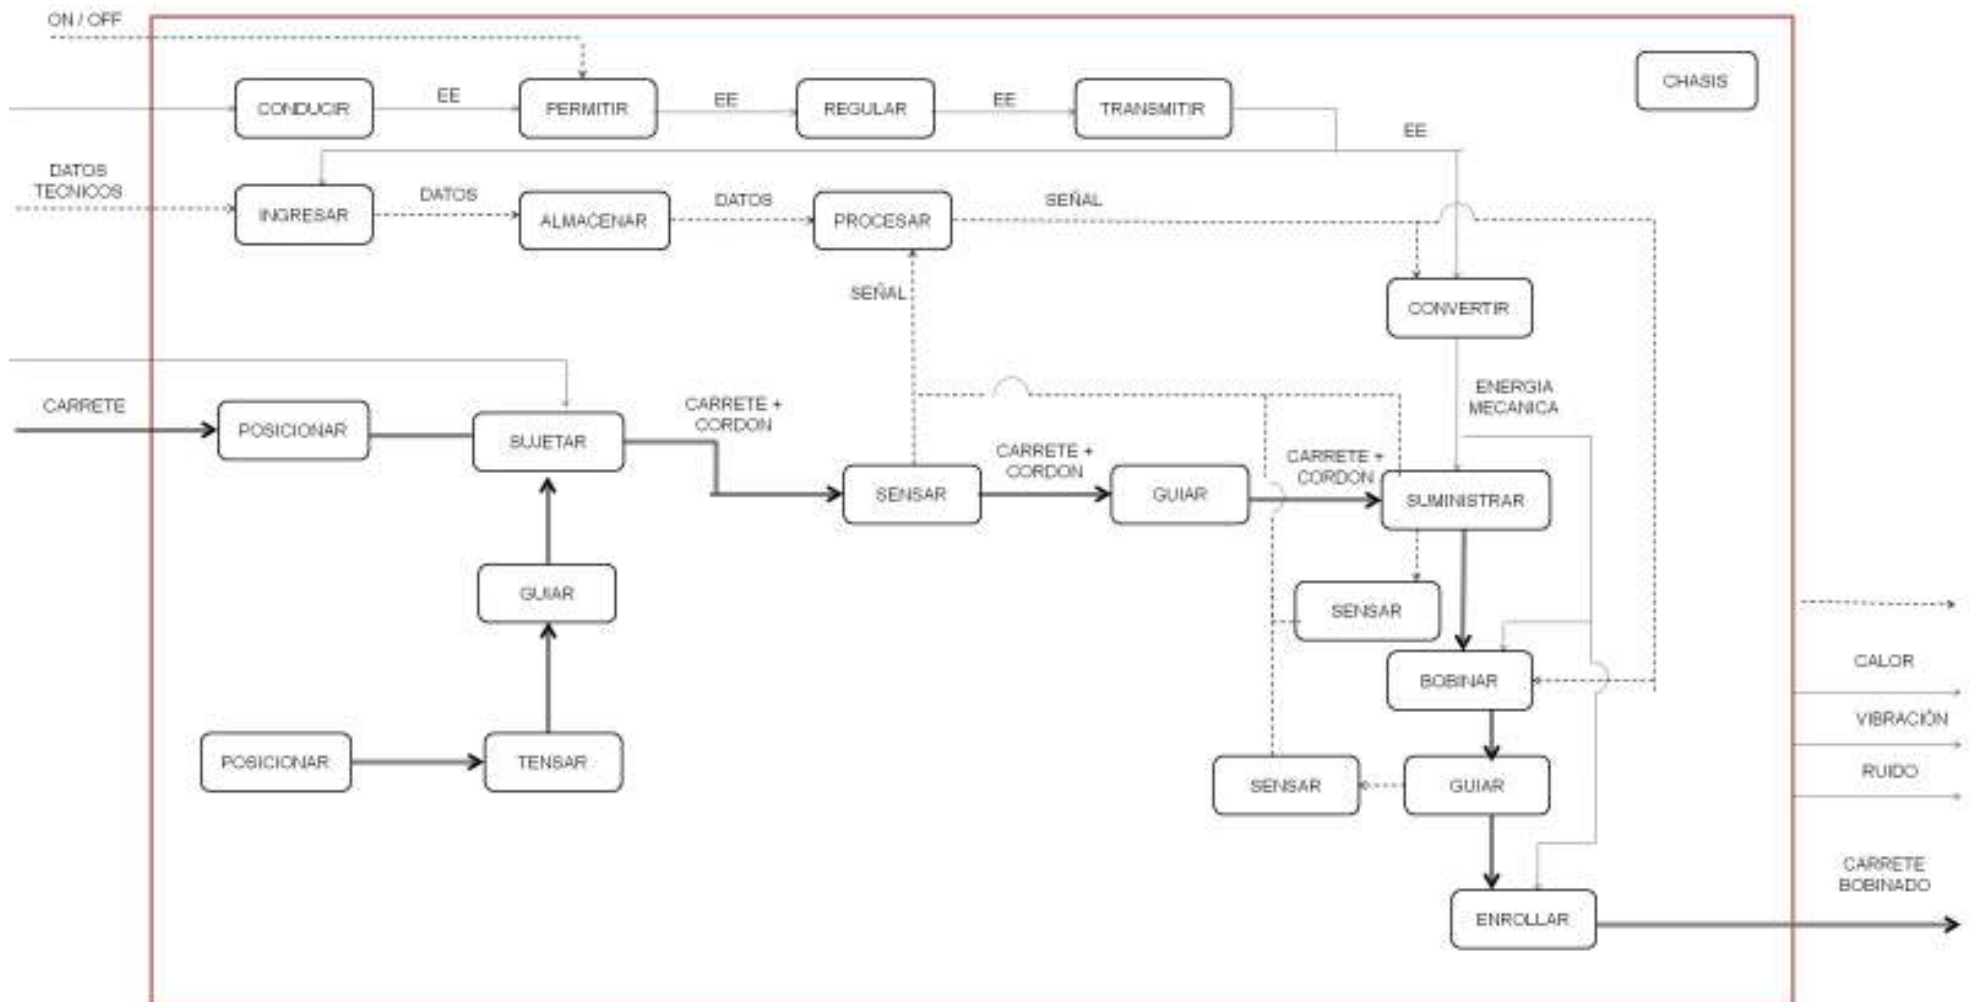 ON / OFF
CHASIS
CONDUCIR
EE
PERMITIR
EE
REGULAR
EE
TRANSMITIR
EE
DATOS
TECNICOS
INGRESAR
DATOS
ALMACENAR
DATOS
PROCESAR
SEÑAL
SEÑAL
CONVERTIR
ENERGIA
MECANICA
CARRETE
POSICIONAR
SUJETAR
CARRETE +
CORDON
SENSAR
CARRETE +
CORDON
GUIAR
CARRETE +
CORDON
SUMINISTRAR
GUIAR
SENSAR
BOBINAR
CALOR
VIBRACIÓN
RUIDO
POSICIONAR
TENSAR
SENSAR
GUIAR
CARRETE
BOBINADO
ENROLLAR